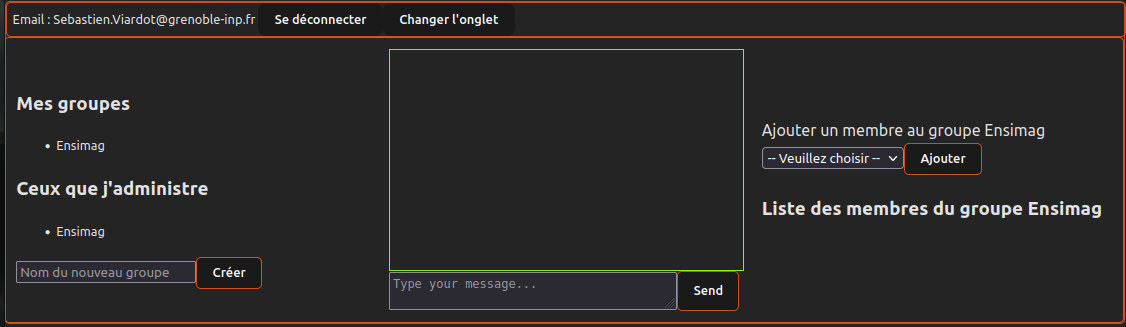 Email : Sebastien.Viardot@grenoble-inp.fr Se déconnecter Changer l'onglet
Mes groupes
• Ensimag
Ceux que j'administre
• Ensimag
Nom du nouveau groupe Créer
Type your message... Send
Ajouter un membre au groupe Ensimag
-- Veuillez choisir -- Ajouter
Liste des membres du groupe Ensimag